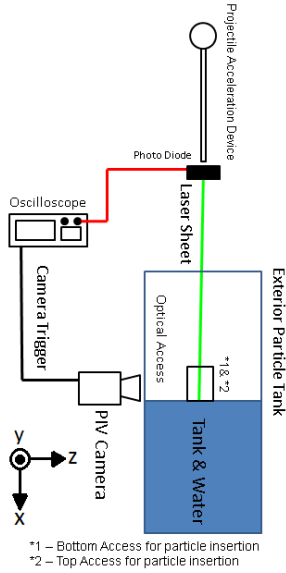 Projectile Acceleration Device
Photo Diode
Laser Sheet
Oscilloscope
Camera Trigger
Optical Access
Exterior Particle Tank
*1& *2
PIV Camera
Tank & Water
y
z
x
*1 – Bottom Access for particle insertion
*2 – Top Access for particle insertion